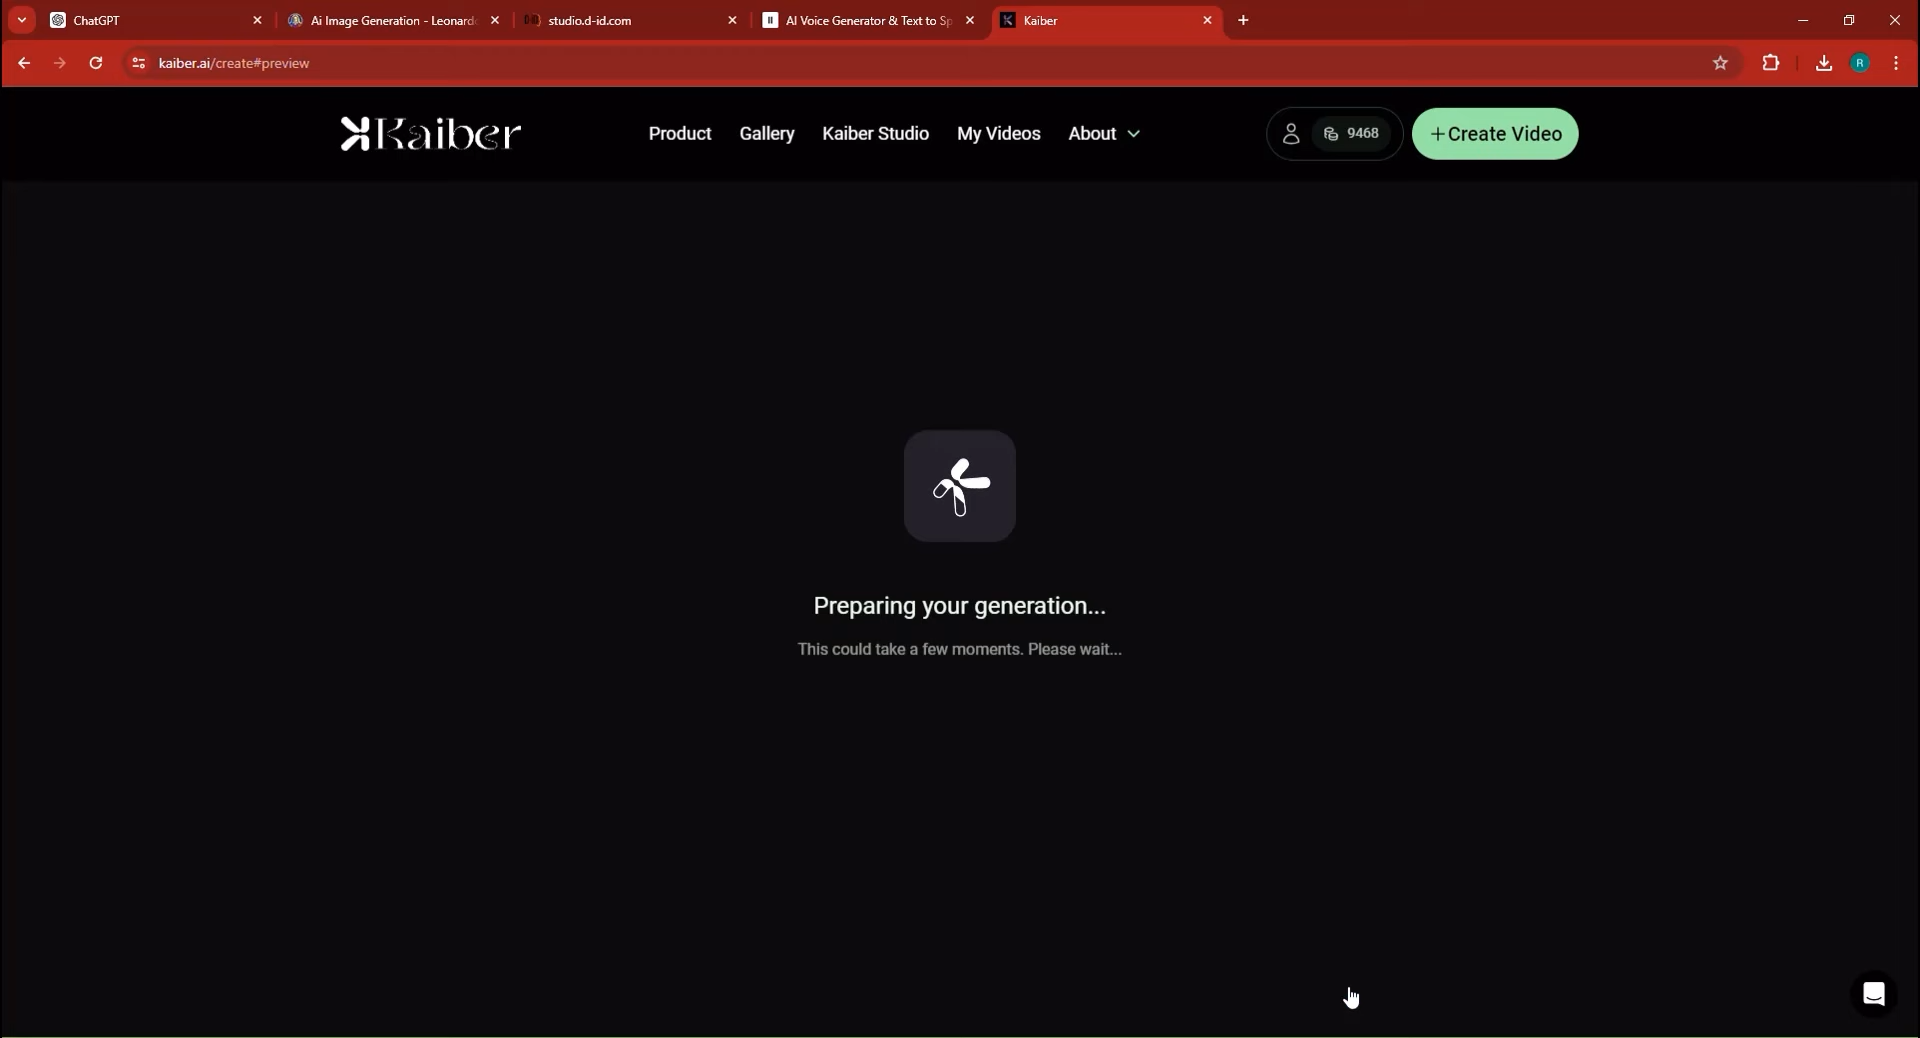 ChatGPT
Ai Image Generation - Leonard
studio.d-id.com
AI Voice Generator & Text to Sp
Kaiber
kaiber.ai/create#preview
R
Kaiber
Product
Gallery
Kaiber Studio
My Videos
About
9468
+Create Video
Preparing your generation...
This could take a few moments. Please wait...